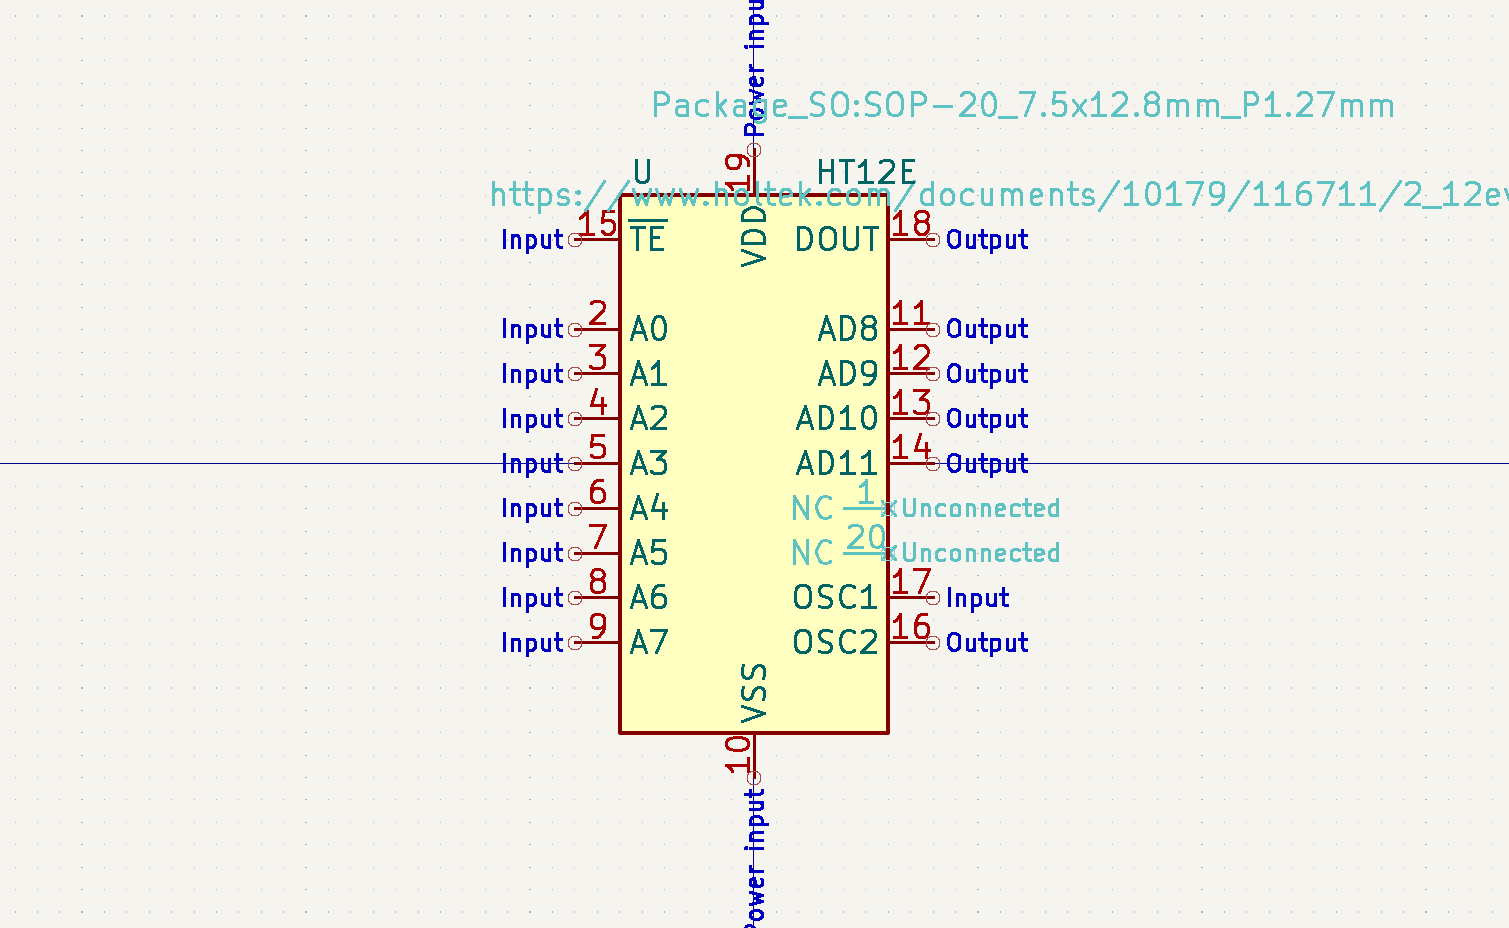 Power input
Package_SO:SOP-20_7.5x12.8mm_P1.27mm
19
U HT12E
https://www.holtek.com/documents/10179/116711/2_12ev
VDD
Input 15 TE DOUT 18 Output
Input 2 A0 AD8 11 Output
Input 3 A1 AD9 12 Output
Input 4 A2 AD10 13 Output
Input 5 A3 AD11 14 Output
Input 6 A4 NC 1 Unconnected
Input 7 A5 NC 20 Unconnected
Input 8 A6 OSC1 17 Input
Input 9 A7 OSC2 16 Output
VSS
10
Power input